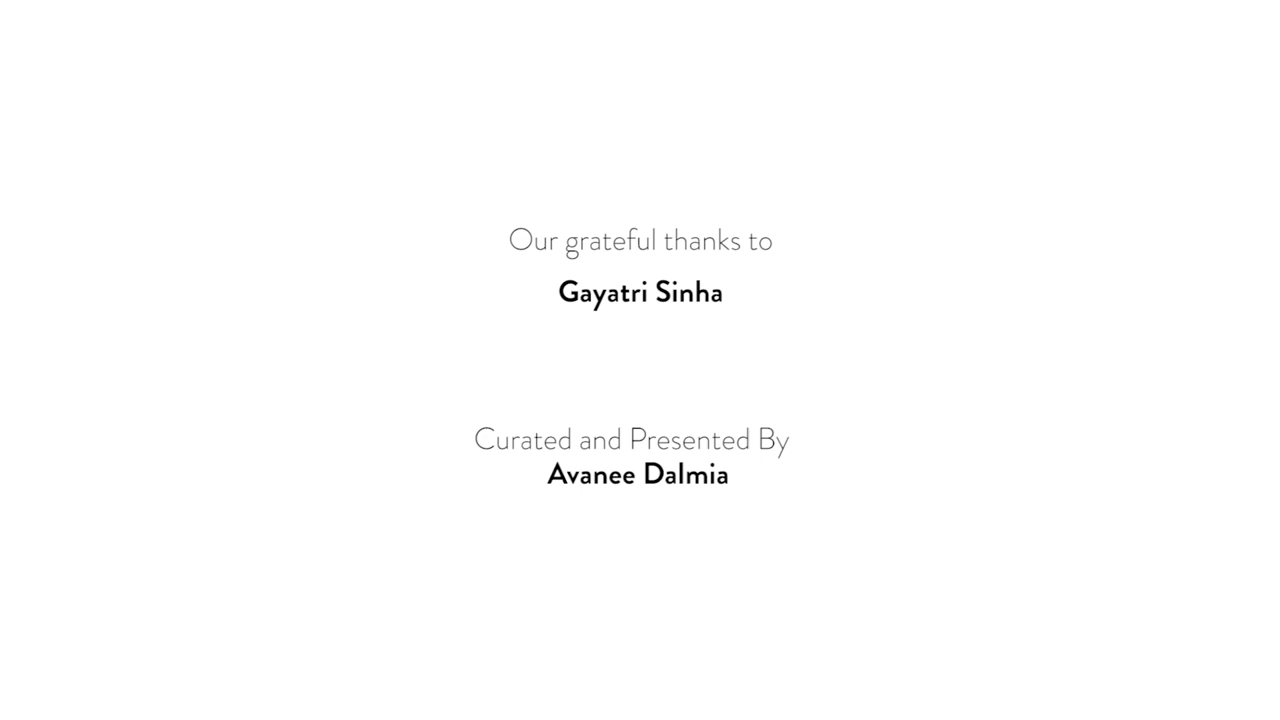 Our grateful thanks to
Gayatri Sinha
Curated and Presented By
Avanee Dalmia